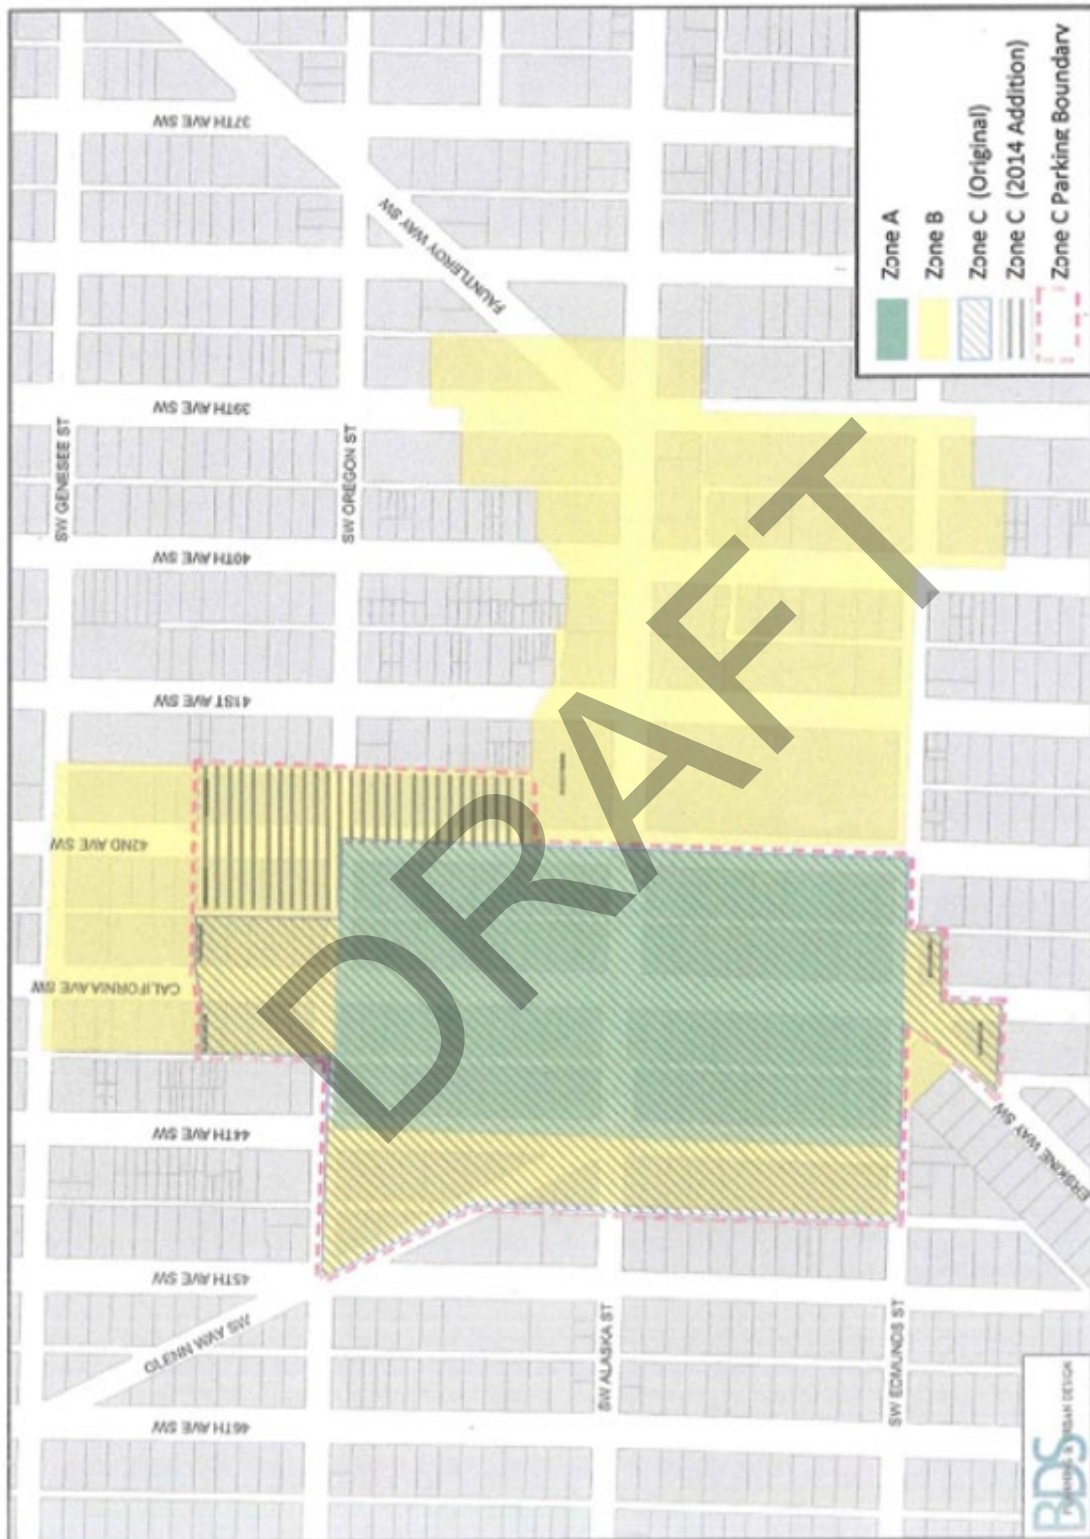 37TH AVE SW
FAUNTLEROY WAY SW
39TH AVE SW
SW GENESEE ST
SW OREGON ST
40TH AVE SW
41ST AVE SW
42ND AVE SW
CALIFORNIA AVE SW
44TH AVE SW
45TH AVE SW
GLENN WAY SW
46TH AVE SW
SW ALASKA ST
SW EDMUNDS ST
ERSKINE WAY SW
DRAFT
Zone A
Zone B
Zone C (Original)
Zone C (2014 Addition)
Zone C Parking Boundary
BDS